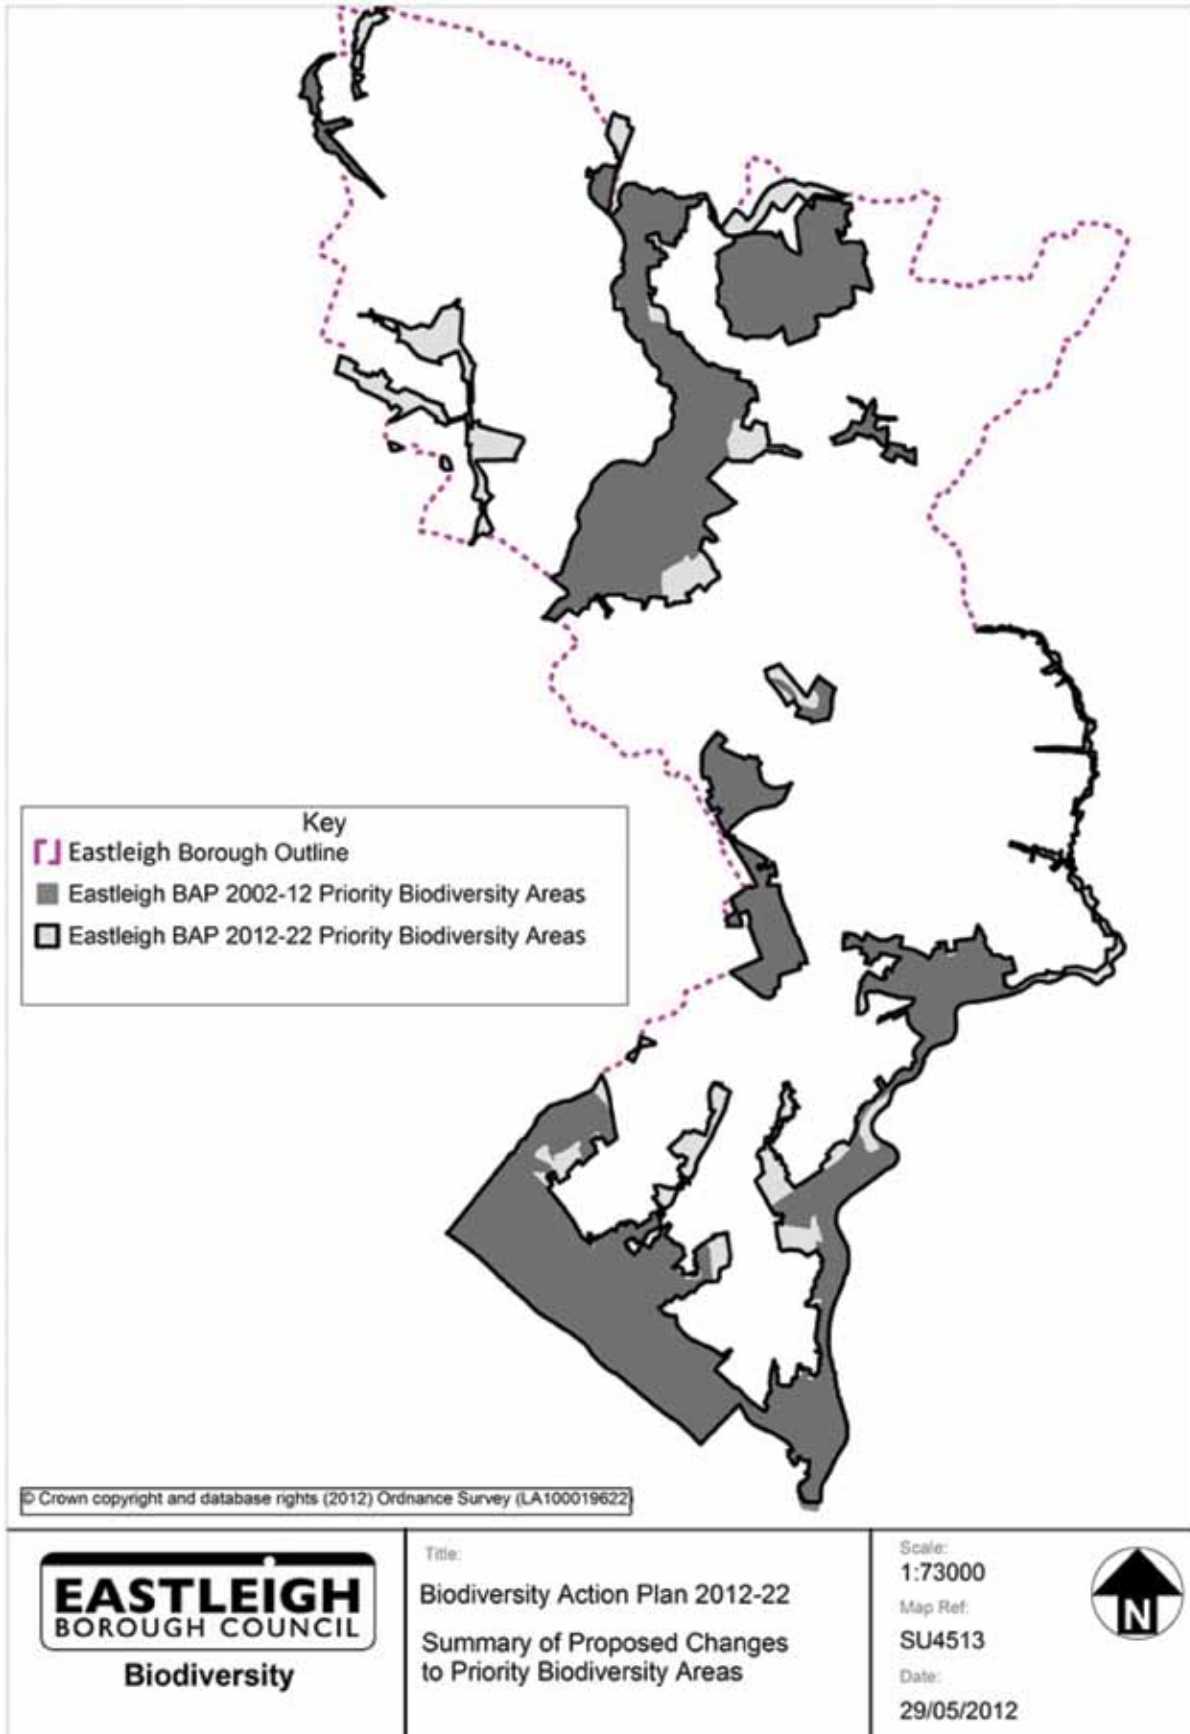 Key
Eastleigh Borough Outline
Eastleigh BAP 2002-12 Priority Biodiversity Areas
Eastleigh BAP 2012-22 Priority Biodiversity Areas
© Crown copyright and database rights (2012) Ordnance Survey (LA100019622)
EASTLEIGH
BOROUGH COUNCIL
Biodiversity
Title:
Biodiversity Action Plan 2012-22
Summary of Proposed Changes
to Priority Biodiversity Areas
Scale:
1:73000
Map Ref:
SU4513
Date:
29/05/2012
N